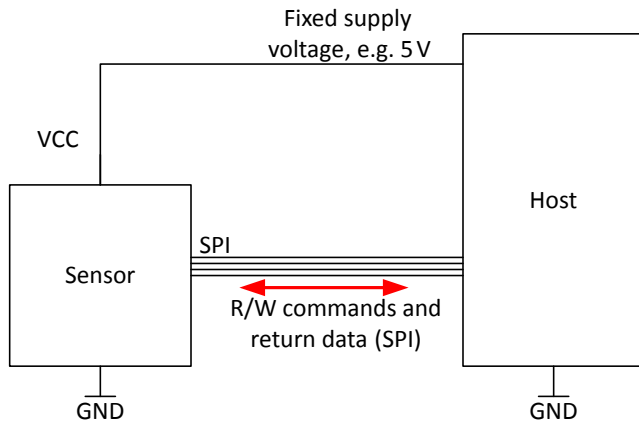 Fixed supply
voltage, e.g. 5 V
VCC
Host
SPI
Sensor
R/W commands and
return data (SPI)
GND
GND